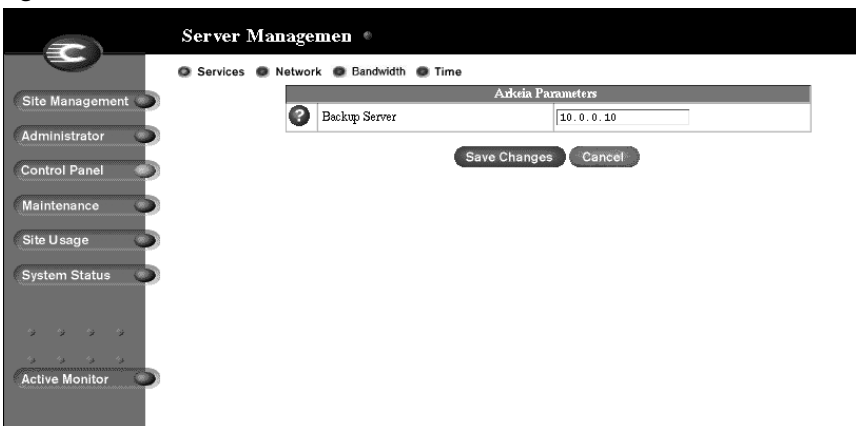 Server Managemen
Services Network Bandwidth Time
Arkeia Parameters
? Backup Server 10.0.0.10
Save Changes Cancel
Site Management
Administrator
Control Panel
Maintenance
Site Usage
System Status
Active Monitor